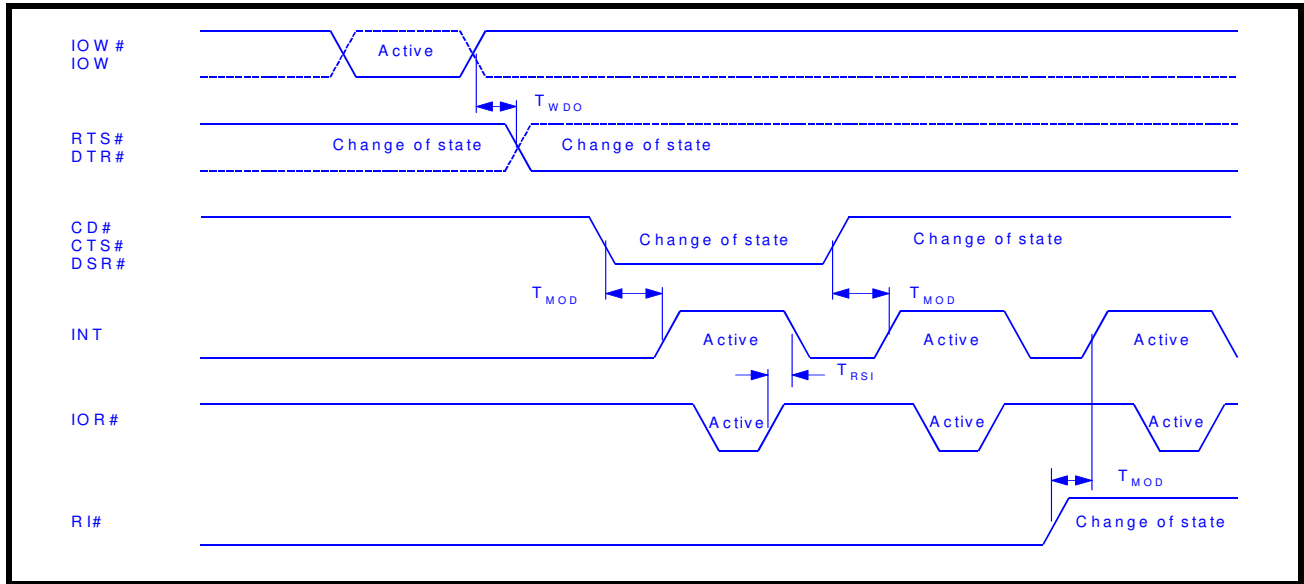 IOW#
IOW
Active
TWDO
RTS#
DTR#
Change of state
Change of state
CD#
CTS#
DSR#
Change of state
Change of state
TMOD
TMOD
INT
Active
Active
Active
TRSI
IOR#
Active
Active
Active
TMOD
RI#
Change of state